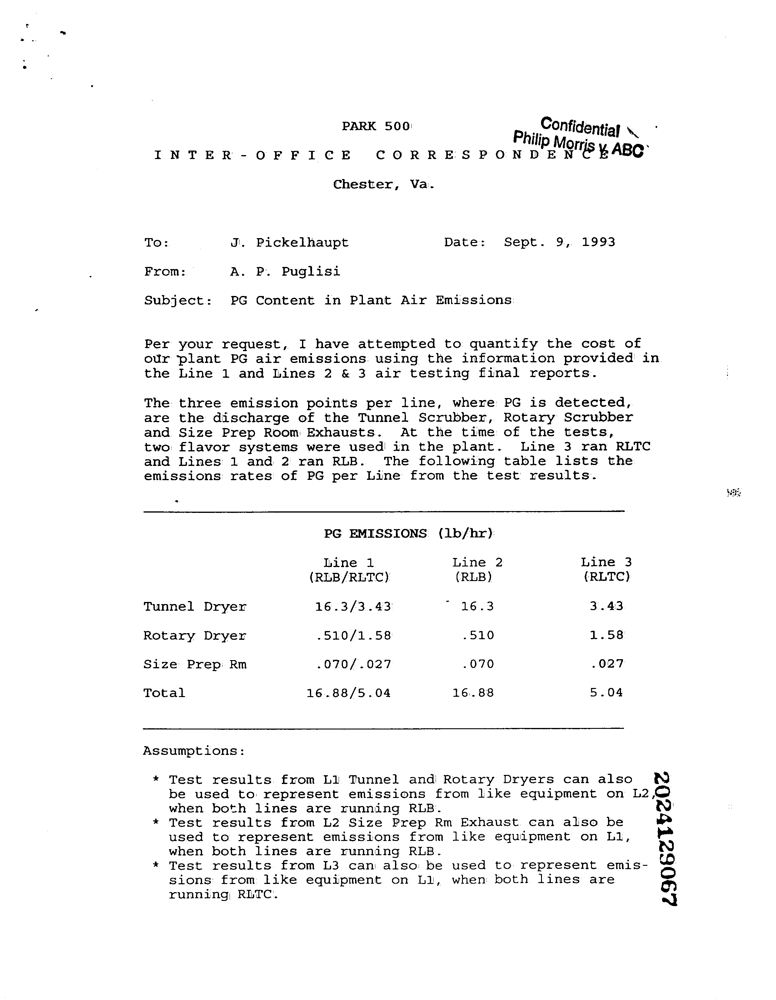 PARK 500
Confidential
Philip Morris v. ABC
INTER-OFFICE CORRESPONDENCE
Chester, Va.
To: J. Pickelhaupt Date: Sept. 9, 1993
From: A. P. Puglisi
Subject: PG Content in Plant Air Emissions
Per your request, I have attempted to quantify the cost of
our plant PG air emissions using the information provided in
the Line 1 and Lines 2 & 3 air testing final reports.
The three emission points per line, where PG is detected,
are the discharge of the Tunnel Scrubber, Rotary Scrubber
and Size Prep Room Exhausts. At the time of the tests,
two flavor systems were used in the plant. Line 3 ran RLTC
and Lines 1 and 2 ran RLB. The following table lists the
emissions rates of PG per Line from the test results.
PG EMISSIONS (lb/hr)
Line 1 Line 2 Line 3
(RLB/RLTC) (RLB) (RLTC)
Tunnel Dryer 16.3/3.43 16.3 3.43
Rotary Dryer .510/1.58 .510 1.58
Size Prep Rm .070/.027 .070 .027
Total 16.88/5.04 16.88 5.04
Assumptions:
* Test results from L1 Tunnel and Rotary Dryers can also
be used to represent emissions from like equipment on L2,
when both lines are running RLB.
* Test results from L2 Size Prep Rm Exhaust can also be
used to represent emissions from like equipment on L1,
when both lines are running RLB.
* Test results from L3 can also be used to represent emis-
sions from like equipment on L1, when both lines are
running RLTC.
2024129067